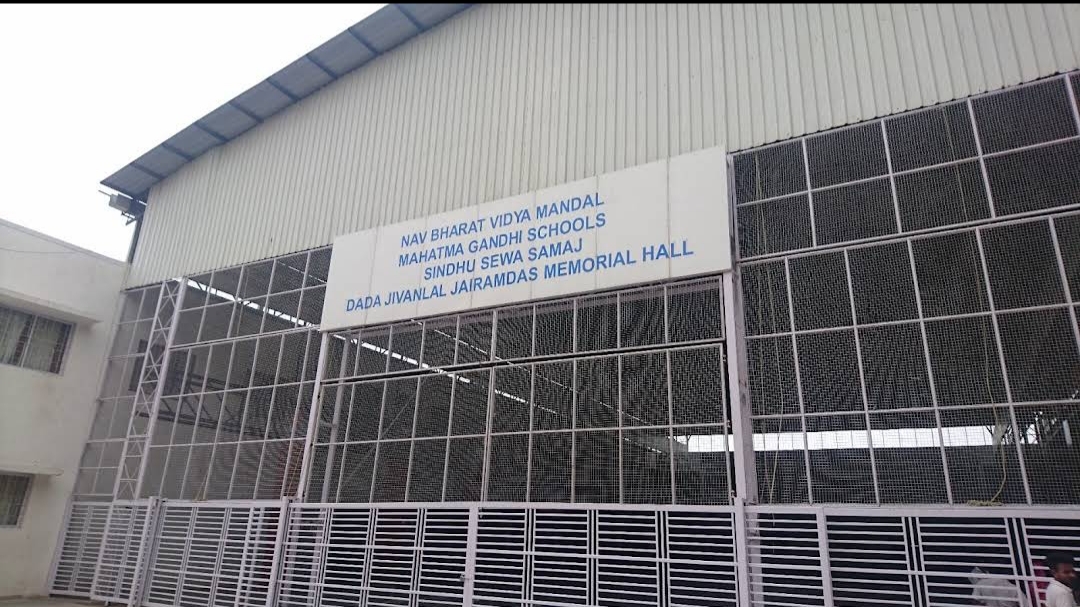 NAV BHARAT VIDYA MANDAL
MAHATMA GANDHI SCHOOLS
SINDHU SEWA SAMAJ
DADA JIVANLAL JAIRAMDAS MEMORIAL HALL